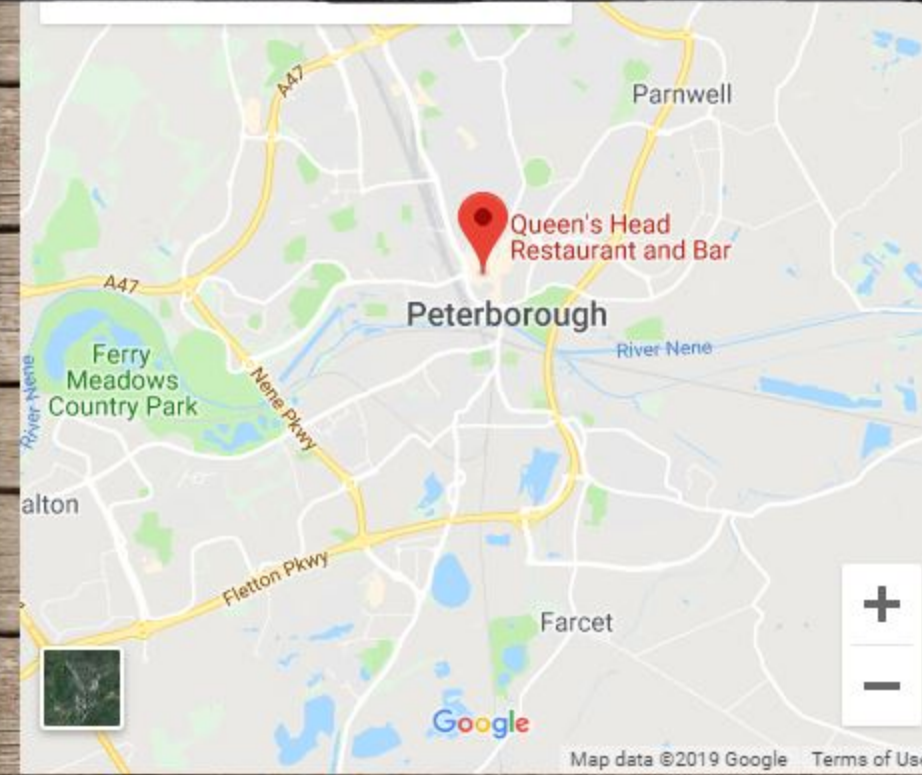 A47
Parnwell
Queen's Head
Restaurant and Bar
A47
Peterborough
River Nene
Ferry
Meadows
Country Park
River Nene
Nene Pkwy
alton
Fletton Pkwy
Farcet
+
−
Google
Map data ©2019 Google Terms of Us